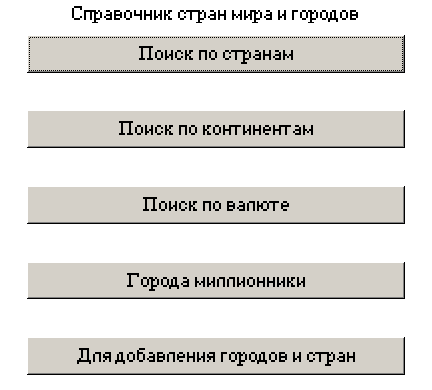 Справочник стран мира и городов
Поиск по странам
Поиск по континентам
Поиск по валюте
Города миллионники
Для добавления городов и стран